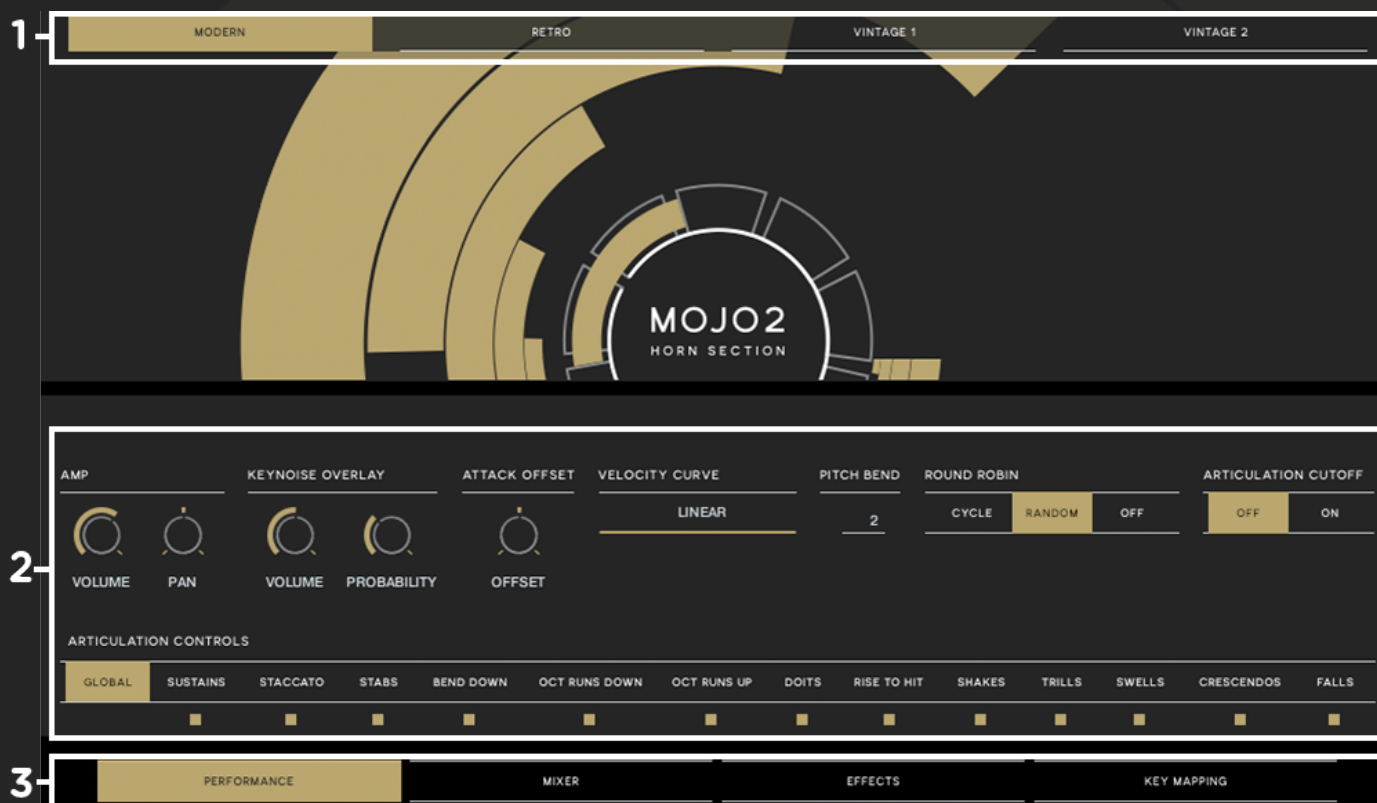 1
MODERN RETRO VINTAGE 1 VINTAGE 2
MOJO2
HORN SECTION
2
AMP KEYNOISE OVERLAY ATTACK OFFSET VELOCITY CURVE PITCH BEND ROUND ROBIN ARTICULATION CUTOFF
LINEAR 2 CYCLE RANDOM OFF OFF ON
VOLUME PAN VOLUME PROBABILITY OFFSET
ARTICULATION CONTROLS
GLOBAL SUSTAINS STACCATO STABS BEND DOWN OCT RUNS DOWN OCT RUNS UP DOITS RISE TO HIT SHAKES TRILLS SWELLS CRESCENDOS FALLS
3
PERFORMANCE MIXER EFFECTS KEY MAPPING